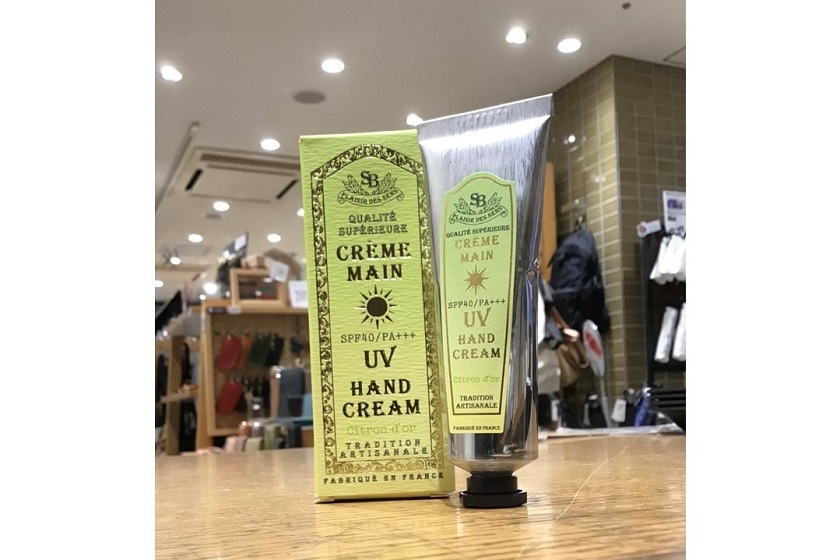 SB
PLAISIR DES SENS
QUALITÉ
SUPÉRIEURE
CRÈME
MAIN
SPF40/PA+++
UV
HAND
CREAM
Citron d'or
TRADITION
ARTISANALE
FABRIQUÉ EN FRANCE
SB
PLAISIR DES SENS
QUALITÉ SUPÉRIEURE
CRÈME
MAIN
SPF40/PA+++
UV
HAND
CREAM
Citron d'or
TRADITION
ARTISANALE
FABRIQUÉ EN FRANCE